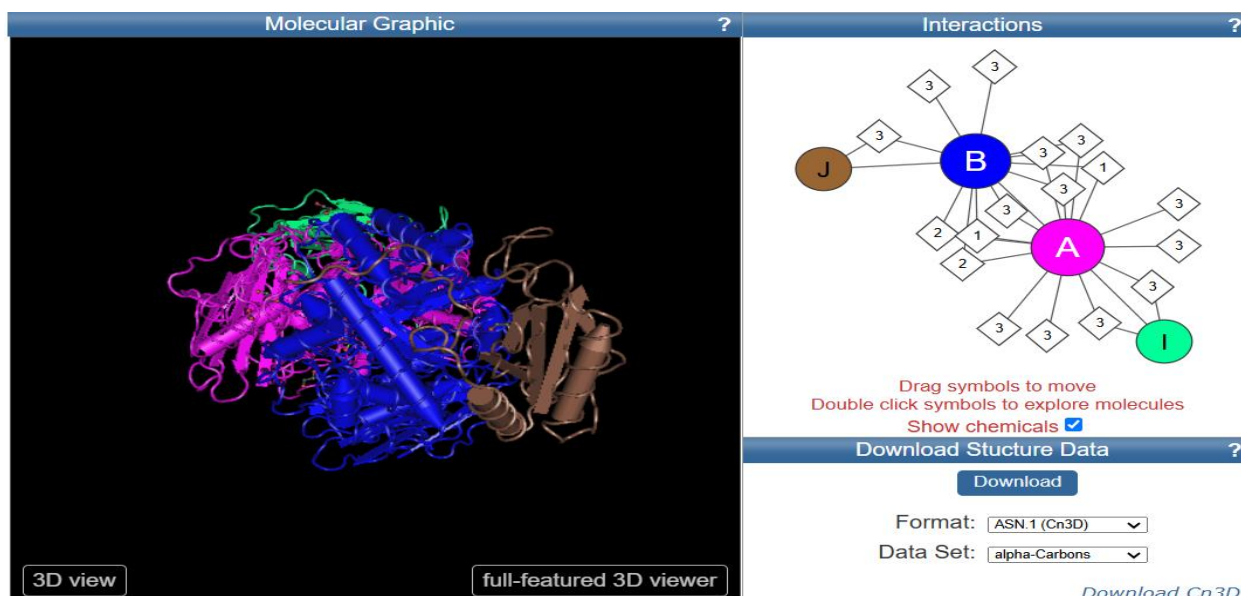 Molecular Graphic ?
3D view
full-featured 3D viewer
Interactions ?
3
3
3
B
J
3
3
1
3
3
3
2
1
A
2
3
3
3
3
3
I
Drag symbols to move
Double click symbols to explore molecules
Show chemicals
Download Stucture Data ?
Download
Format: ASN.1 (Cn3D)
Data Set: alpha-Carbons
Download Cn3D